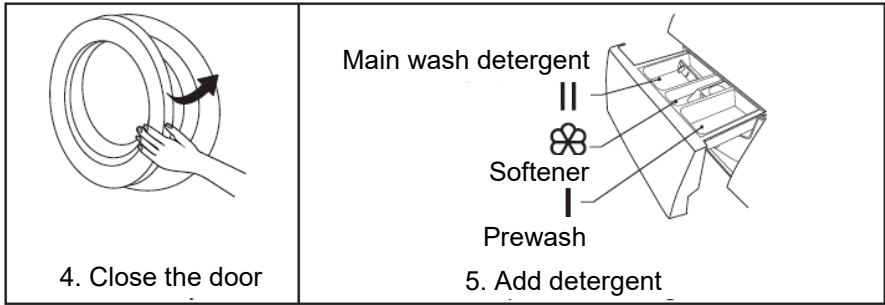 4. Close the door
Main wash detergent
II
Softener
I
Prewash
5. Add detergent